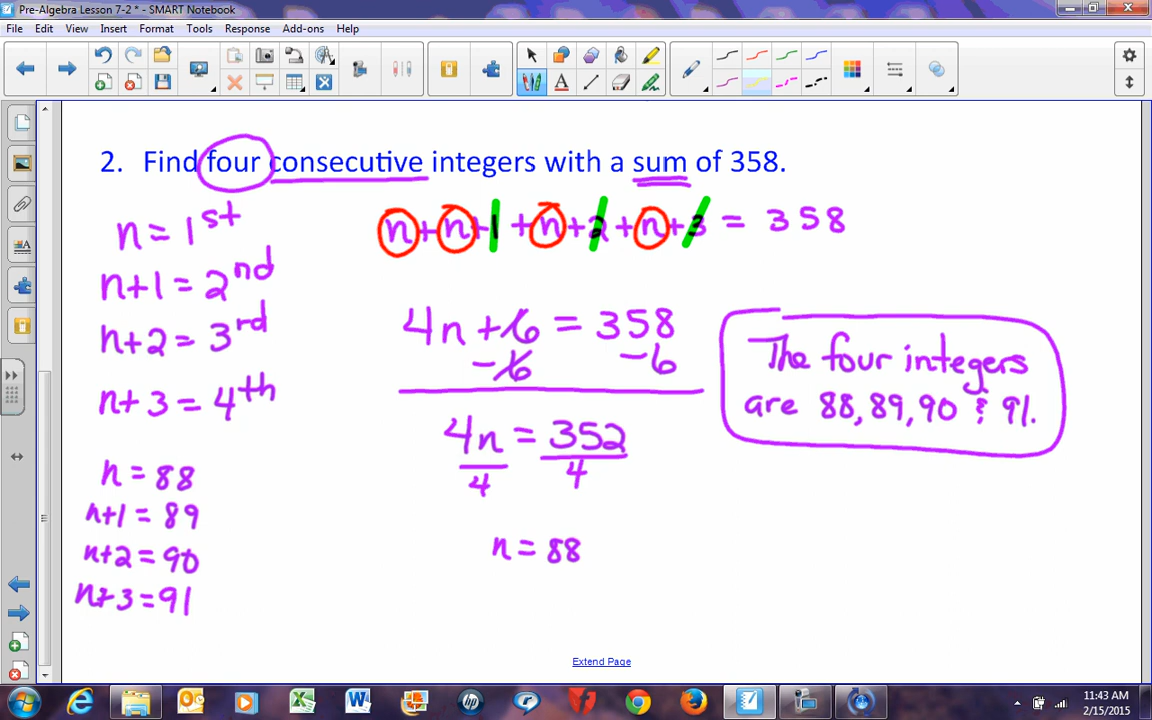 Pre-Algebra Lesson 7-2 * - SMART Notebook
File Edit View Insert Format Tools Response Add-ons Help
2. Find four consecutive integers with a sum of 358.
n+n+1+n+2+n+3 = 358
n = 1st
n+1 = 2nd
n+2 = 3rd
n+3 = 4th
4n + 6 = 358
-6 -6
4n = 352
4 4
n = 88
The four integers
are 88, 89, 90 & 91.
n = 88
n+1 = 89
n+2 = 90
n+3 = 91
Extend Page
11:43 AM
2/15/2015